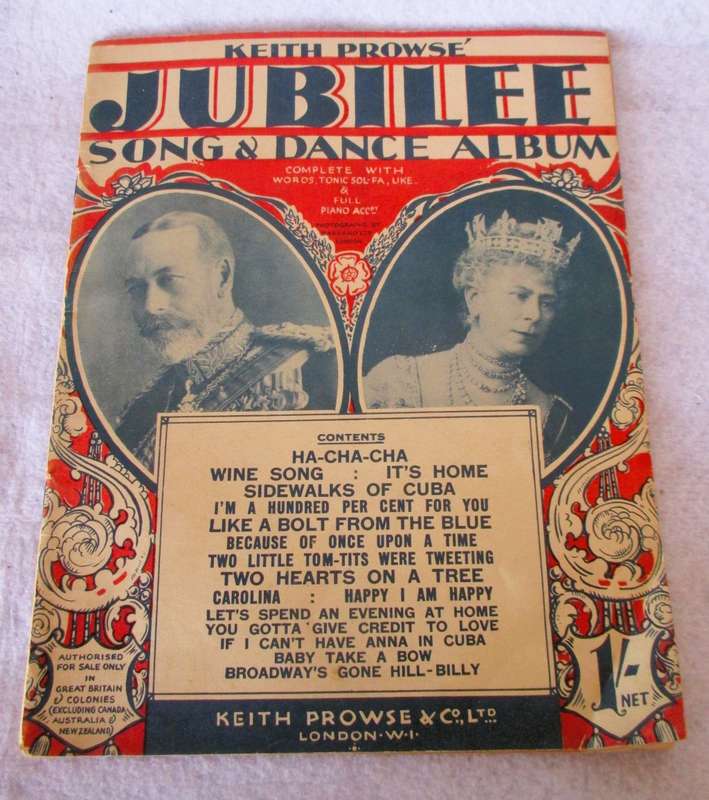 KEITH PROWSE'
JUBILEE
SONG & DANCE ALBUM
COMPLETE WITH
WORDS, TONIC SOL-FA, UKE.
&
FULL
PIANO ACCT
PHOTOGRAPHS BY
LONDON
CONTENTS
HA-CHA-CHA
WINE SONG : IT'S HOME
SIDEWALKS OF CUBA
I'M A HUNDRED PER CENT FOR YOU
LIKE A BOLT FROM THE BLUE
BECAUSE OF ONCE UPON A TIME
TWO LITTLE TOM-TITS WERE TWEETING
TWO HEARTS ON A TREE
CAROLINA : HAPPY I AM HAPPY
LET'S SPEND AN EVENING AT HOME
YOU GOTTA GIVE CREDIT TO LOVE
IF I CAN'T HAVE ANNA IN CUBA
BABY TAKE A BOW
BROADWAY'S GONE HILL-BILLY
AUTHORISED
FOR SALE ONLY
IN
GREAT BRITAIN
& COLONIES
(EXCLUDING CANADA
AUSTRALIA &
NEW ZEALAND)
1/-
NET
KEITH PROWSE & CO., LTD.
LONDON · W·1·